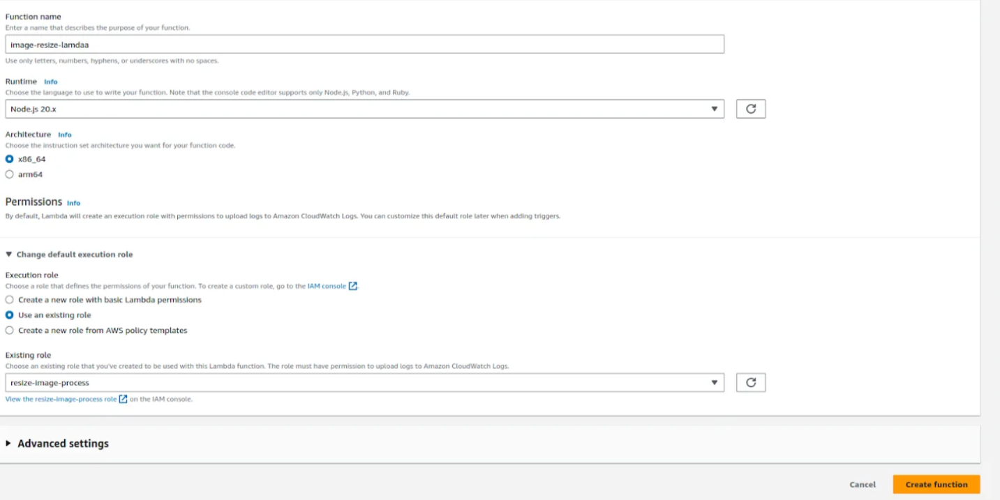 Function name
Enter a name that describes the purpose of your function.
image-resize-lamdaa
Use only letters, numbers, hyphens, or underscores with no spaces.
Runtime Info
Choose the language to use to write your function. Note that the console code editor supports only Node.js, Python, and Ruby.
Node.js 20.x
Architecture Info
Choose the instruction set architecture you want for your function code.
x86_64
arm64
Permissions Info
By default, Lambda will create an execution role with permissions to upload logs to Amazon CloudWatch Logs. You can customize this default role later when adding triggers.
Change default execution role
Execution role
Choose a role that defines the permissions of your function. To create a custom role, go to the IAM console.
Create a new role with basic Lambda permissions
Use an existing role
Create a new role from AWS policy templates
Existing role
Choose an existing role that you've created to be used with this Lambda function. The role must have permission to upload logs to Amazon CloudWatch Logs.
resize-image-process
View the resize-image-process role on the IAM console.
Advanced settings
Cancel Create function